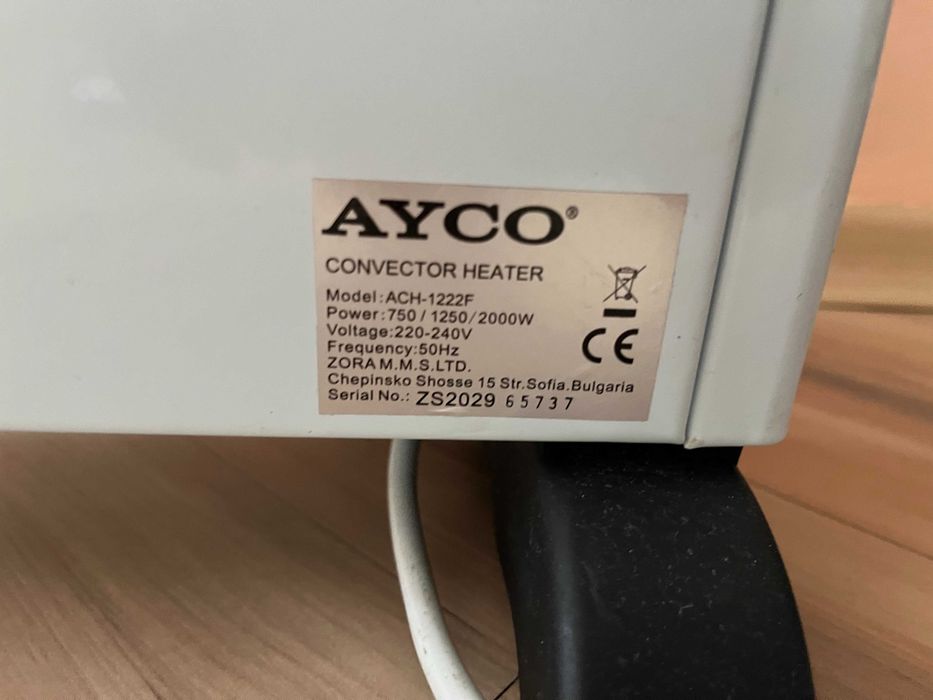 AYCO®
CONVECTOR HEATER
Model:ACH-1222F
Power:750/1250/2000W
Voltage:220-240V
Frequency:50Hz
ZORA M.M.S.LTD.
Chepinsko Shosse 15 Str.Sofia.Bulgaria
Serial No.: ZS2029 65737
CE